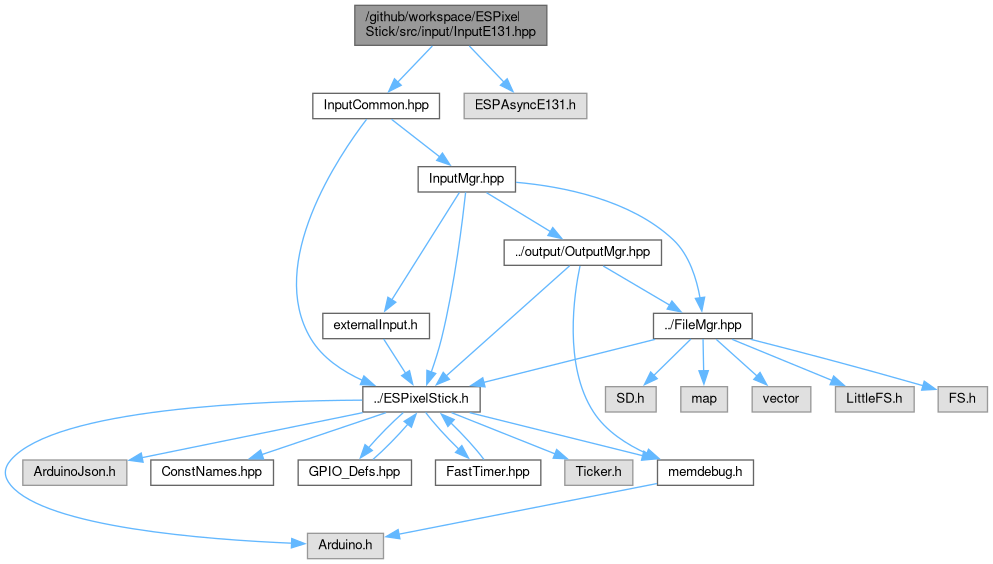 /github/workspace/ESPixel
Stick/src/input/InputE131.hpp
InputCommon.hpp
ESPAsyncE131.h
InputMgr.hpp
../output/OutputMgr.hpp
externalInput.h
../FileMgr.hpp
../ESPixelStick.h
SD.h
map
vector
LittleFS.h
FS.h
ArduinoJson.h
ConstNames.hpp
GPIO_Defs.hpp
FastTimer.hpp
Ticker.h
memdebug.h
Arduino.h